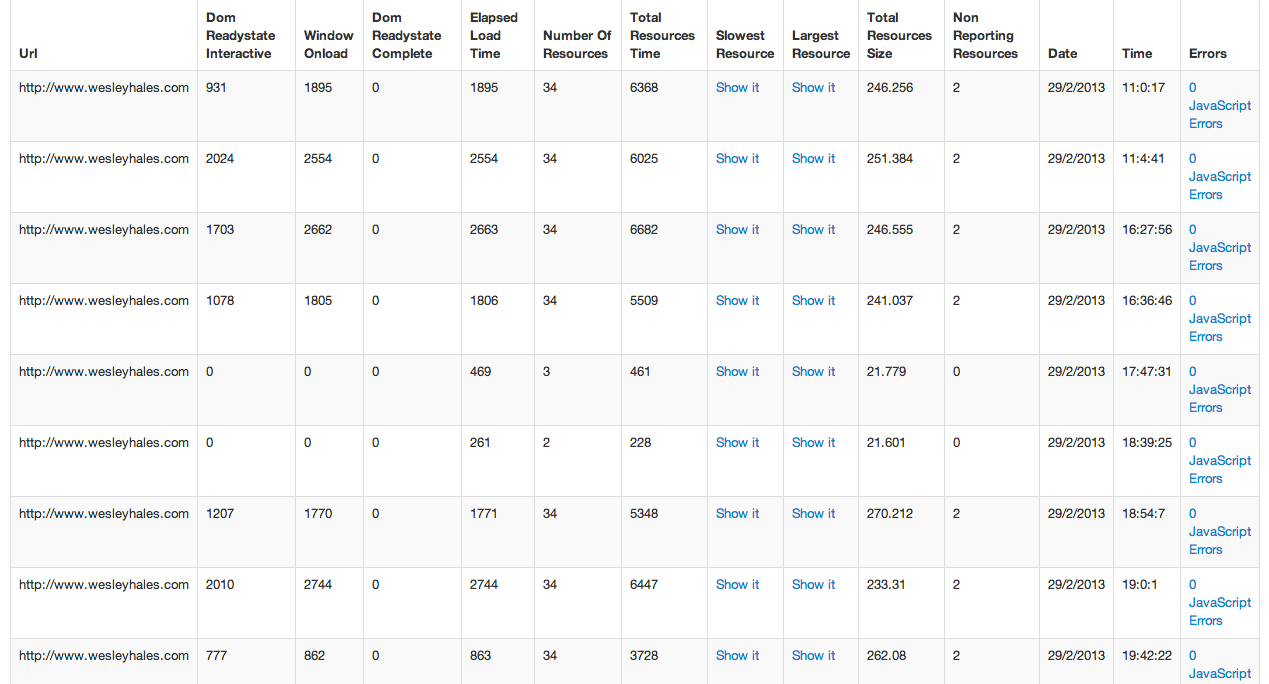 Url Dom Readystate Interactive Window Onload Dom Readystate Complete Elapsed Load Time Number Of Resources Total Resources Time Slowest Resource Largest Resource Total Resources Size Non Reporting Resources Date Time Errors
http://www.wesleyhales.com 931 1895 0 1895 34 6368 Show it Show it 246.256 2 29/2/2013 11:0:17 0
JavaScript
Errors
http://www.wesleyhales.com 2024 2554 0 2554 34 6025 Show it Show it 251.384 2 29/2/2013 11:4:41 0
JavaScript
Errors
http://www.wesleyhales.com 1703 2662 0 2663 34 6682 Show it Show it 246.555 2 29/2/2013 16:27:56 0
JavaScript
Errors
http://www.wesleyhales.com 1078 1805 0 1806 34 5509 Show it Show it 241.037 2 29/2/2013 16:36:46 0
JavaScript
Errors
http://www.wesleyhales.com 0 0 0 469 3 461 Show it Show it 21.779 0 29/2/2013 17:47:31 0
JavaScript
Errors
http://www.wesleyhales.com 0 0 0 261 2 228 Show it Show it 21.601 0 29/2/2013 18:39:25 0
JavaScript
Errors
http://www.wesleyhales.com 1207 1770 0 1771 34 5348 Show it Show it 270.212 2 29/2/2013 18:54:7 0
JavaScript
Errors
http://www.wesleyhales.com 2010 2744 0 2744 34 6447 Show it Show it 233.31 2 29/2/2013 19:0:1 0
JavaScript
Errors
http://www.wesleyhales.com 777 862 0 863 34 3728 Show it Show it 262.08 2 29/2/2013 19:42:22 0
JavaScript